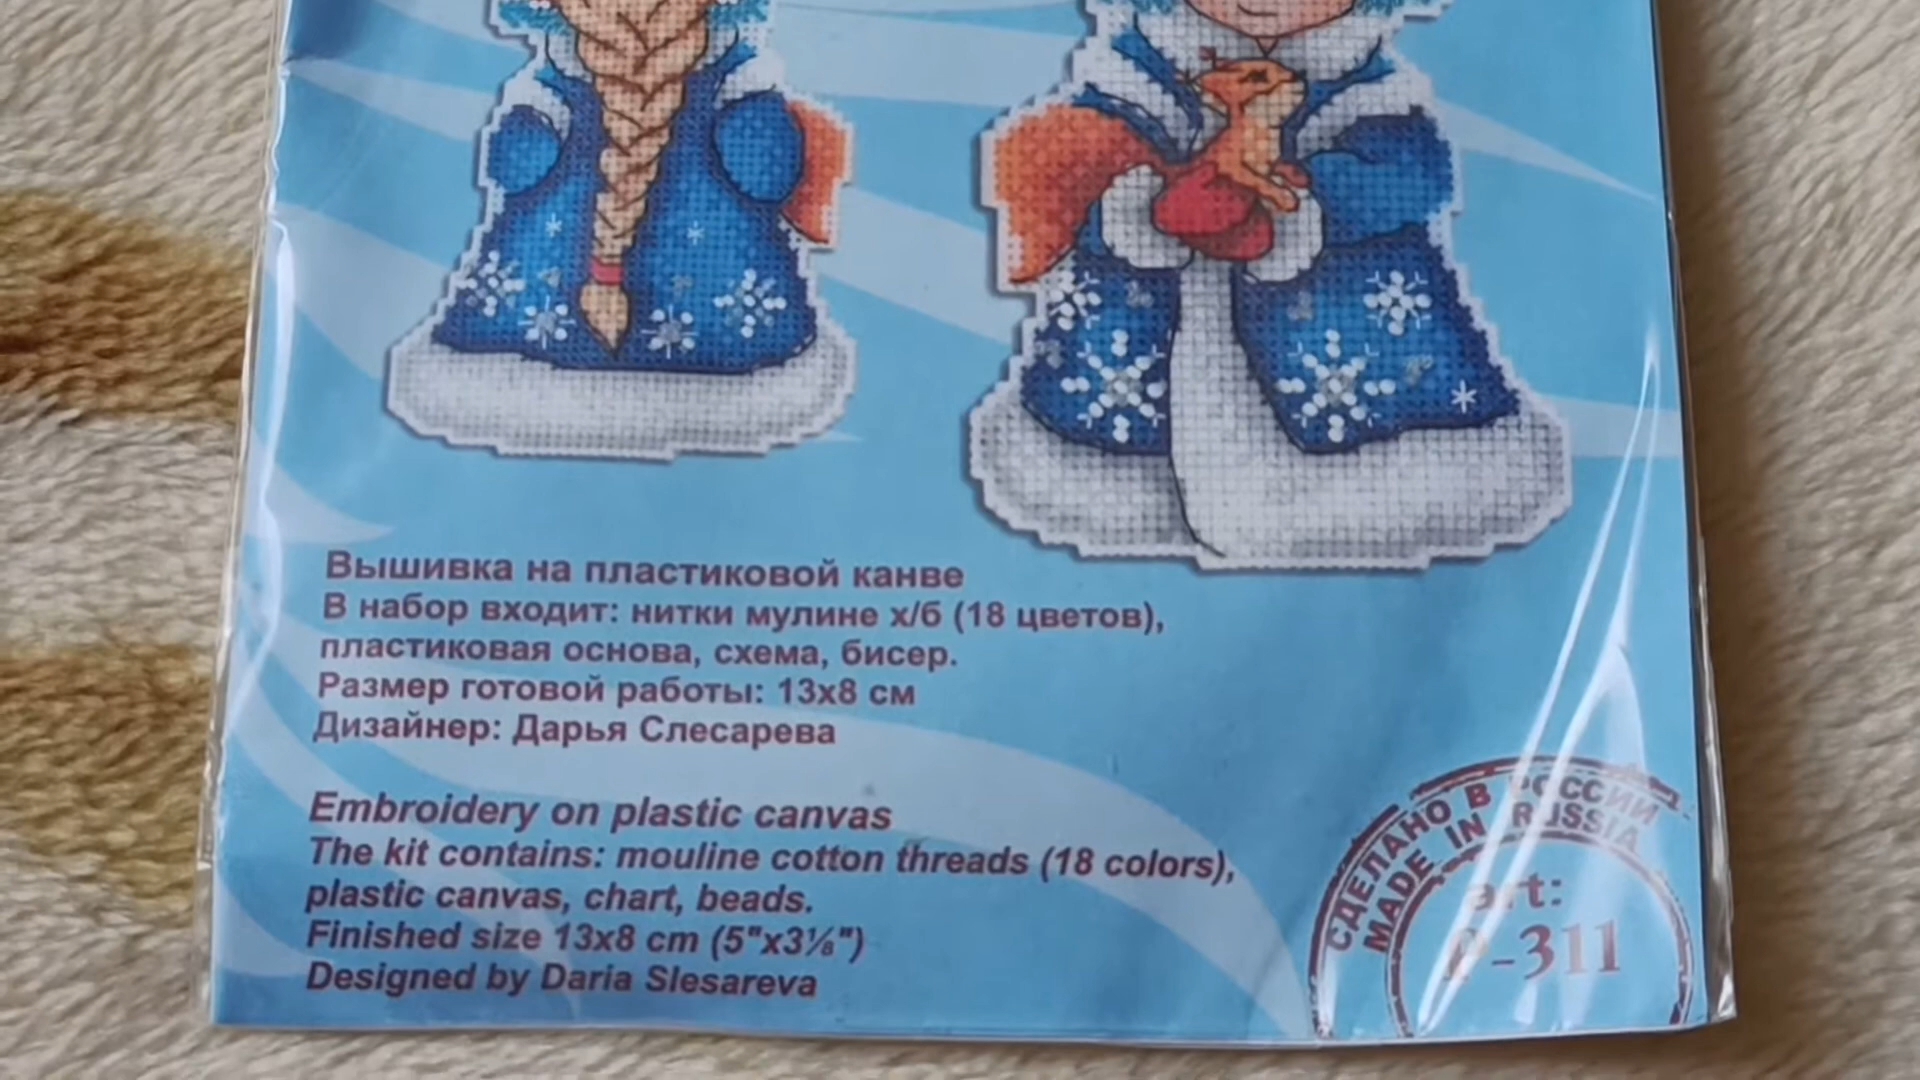 Вышивка на пластиковой канве
В набор входит: нитки мулине х/б (18 цветов),
пластиковая основа, схема, бисер.
Размер готовой работы: 13х8 см
Дизайнер: Дарья Слесарева
Embroidery on plastic canvas
The kit contains: mouline cotton threads (18 colors),
plastic canvas, chart, beads.
Finished size 13x8 cm (5"x3⅛")
Designed by Daria Slesareva
СДЕЛАНО В РОССИИ
MADE IN RUSSIA
art:
Р-311